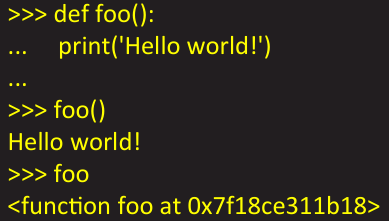 >>> def foo():
...     print('Hello world!')
...
>>> foo()
Hello world!
>>> foo
<function foo at 0x7f18ce311b18>